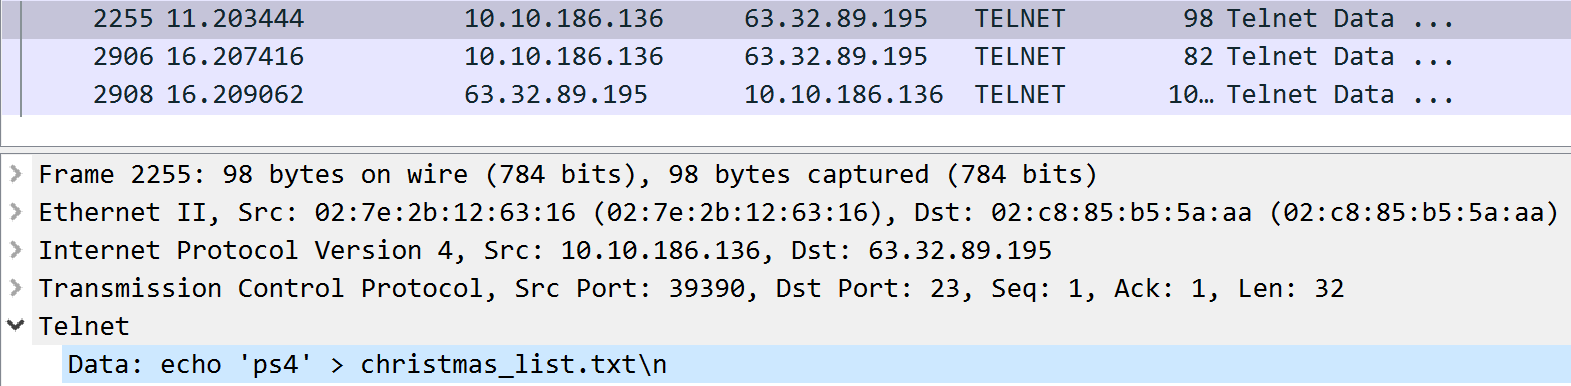 2255 11.203444 10.10.186.136 63.32.89.195 TELNET 98 Telnet Data ...
2906 16.207416 10.10.186.136 63.32.89.195 TELNET 82 Telnet Data ...
2908 16.209062 63.32.89.195 10.10.186.136 TELNET 10… Telnet Data ...
Frame 2255: 98 bytes on wire (784 bits), 98 bytes captured (784 bits)
Ethernet II, Src: 02:7e:2b:12:63:16 (02:7e:2b:12:63:16), Dst: 02:c8:85:b5:5a:aa (02:c8:85:b5:5a:aa)
Internet Protocol Version 4, Src: 10.10.186.136, Dst: 63.32.89.195
Transmission Control Protocol, Src Port: 39390, Dst Port: 23, Seq: 1, Ack: 1, Len: 32
Telnet
Data: echo 'ps4' > christmas_list.txt\n